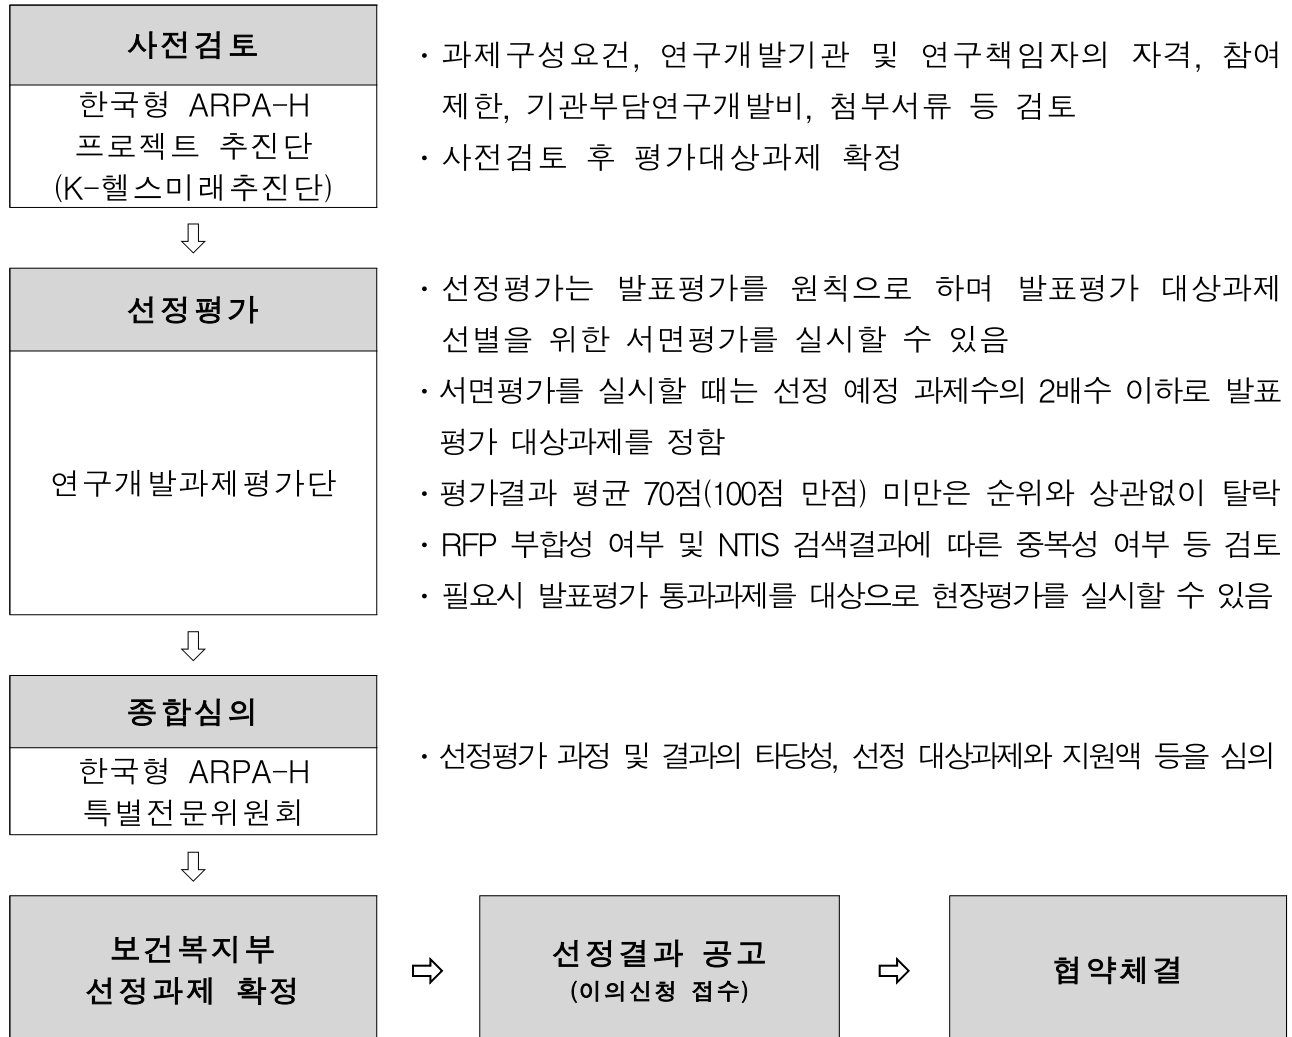 사전검토
한국형 ARPA-H
프로젝트 추진단
(K-헬스미래추진단)
· 과제구성요건, 연구개발기관 및 연구책임자의 자격, 참여
제한, 기관부담연구개발비, 첨부서류 등 검토
· 사전검토 후 평가대상과제 확정
⇩
선정평가
연구개발과제평가단
· 선정평가는 발표평가를 원칙으로 하며 발표평가 대상과제
선별을 위한 서면평가를 실시할 수 있음
· 서면평가를 실시할 때는 선정 예정 과제수의 2배수 이하로 발표
평가 대상과제를 정함
· 평가결과 평균 70점(100점 만점) 미만은 순위와 상관없이 탈락
· RFP 부합성 여부 및 NTIS 검색결과에 따른 중복성 여부 등 검토
· 필요시 발표평가 통과과제를 대상으로 현장평가를 실시할 수 있음
⇩
종합심의
한국형 ARPA-H
특별전문위원회
· 선정평가 과정 및 결과의 타당성, 선정 대상과제와 지원액 등을 심의
⇩
보건복지부
선정과제 확정
⇨
선정결과 공고
(이의신청 접수)
⇨
협약체결